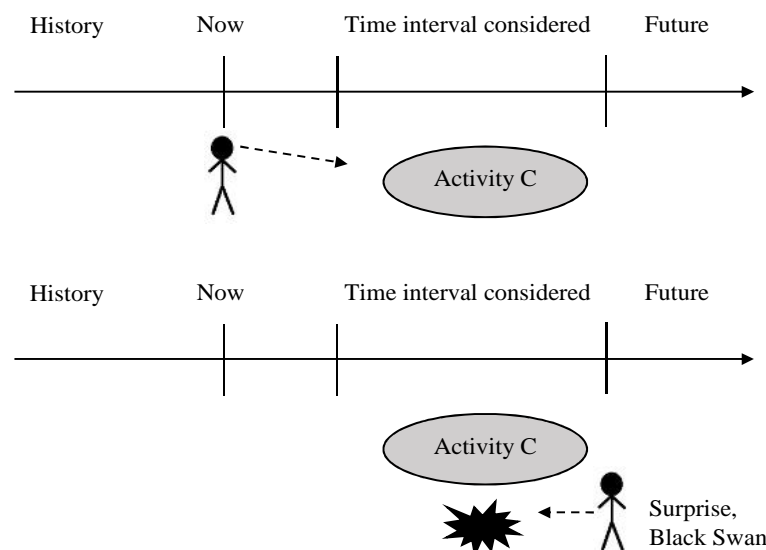 History Now Time interval considered Future
Activity C
History Now Time interval considered Future
Activity C
Surprise,
Black Swan